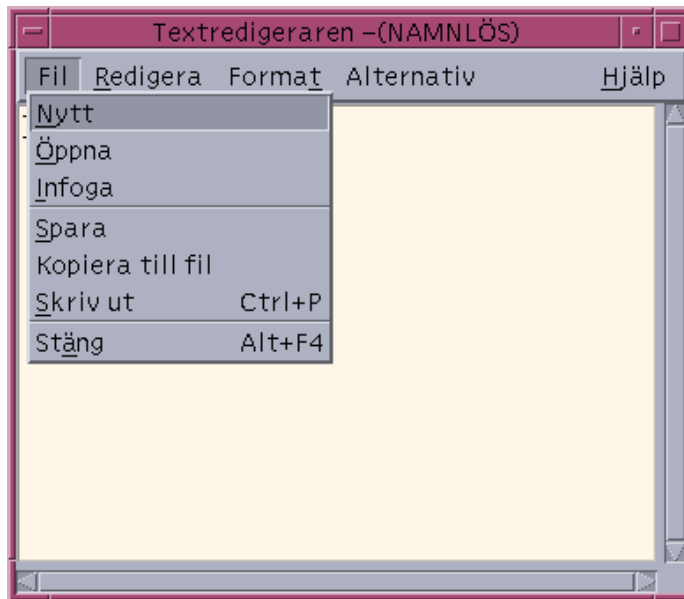 Textredigeraren –(NAMNLÖS)
Fil Redigera Format Alternativ Hjälp
Nytt
Öppna
Infoga
Spara
Kopiera till fil
Skriv ut Ctrl+P
Stäng Alt+F4